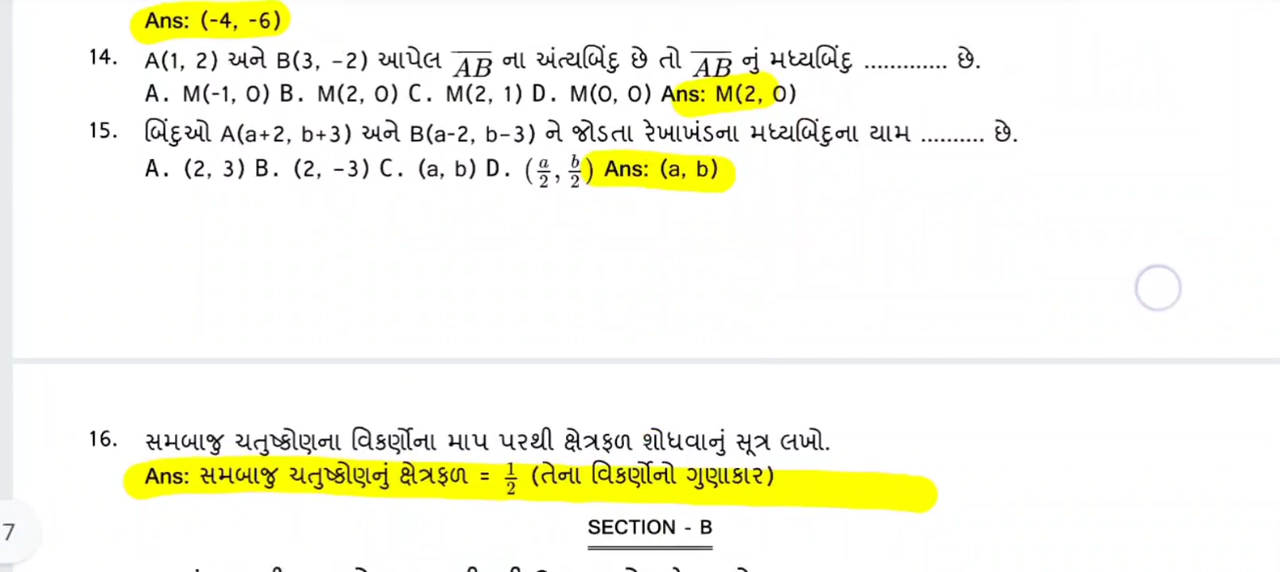 Ans: (-4, -6)
14. A(1, 2) અને B(3, -2) આપેલ AB ના અંત્યબિંદુ છે તો AB નું મધ્યબિંદુ ............. છે.
A. M(-1, 0) B. M(2, 0) C. M(2, 1) D. M(0, 0) Ans: M(2, 0)
15. બિંદુઓ A(a+2, b+3) અને B(a-2, b-3) ને જોડતા રેખાખંડના મધ્યબિંદુના યામ .......... છે.
A. (2, 3) B. (2, -3) C. (a, b) D. (a/2, b/2) Ans: (a, b)
16. સમબાજુ ચતુષ્કોણના વિકર્ણોના માપ પરથી ક્ષેત્રફળ શોધવાનું સૂત્ર લખો.
Ans: સમબાજુ ચતુષ્કોણનું ક્ષેત્રફળ = 1/2 (તેના વિકર્ણોનો ગુણાકાર)
7
SECTION - B